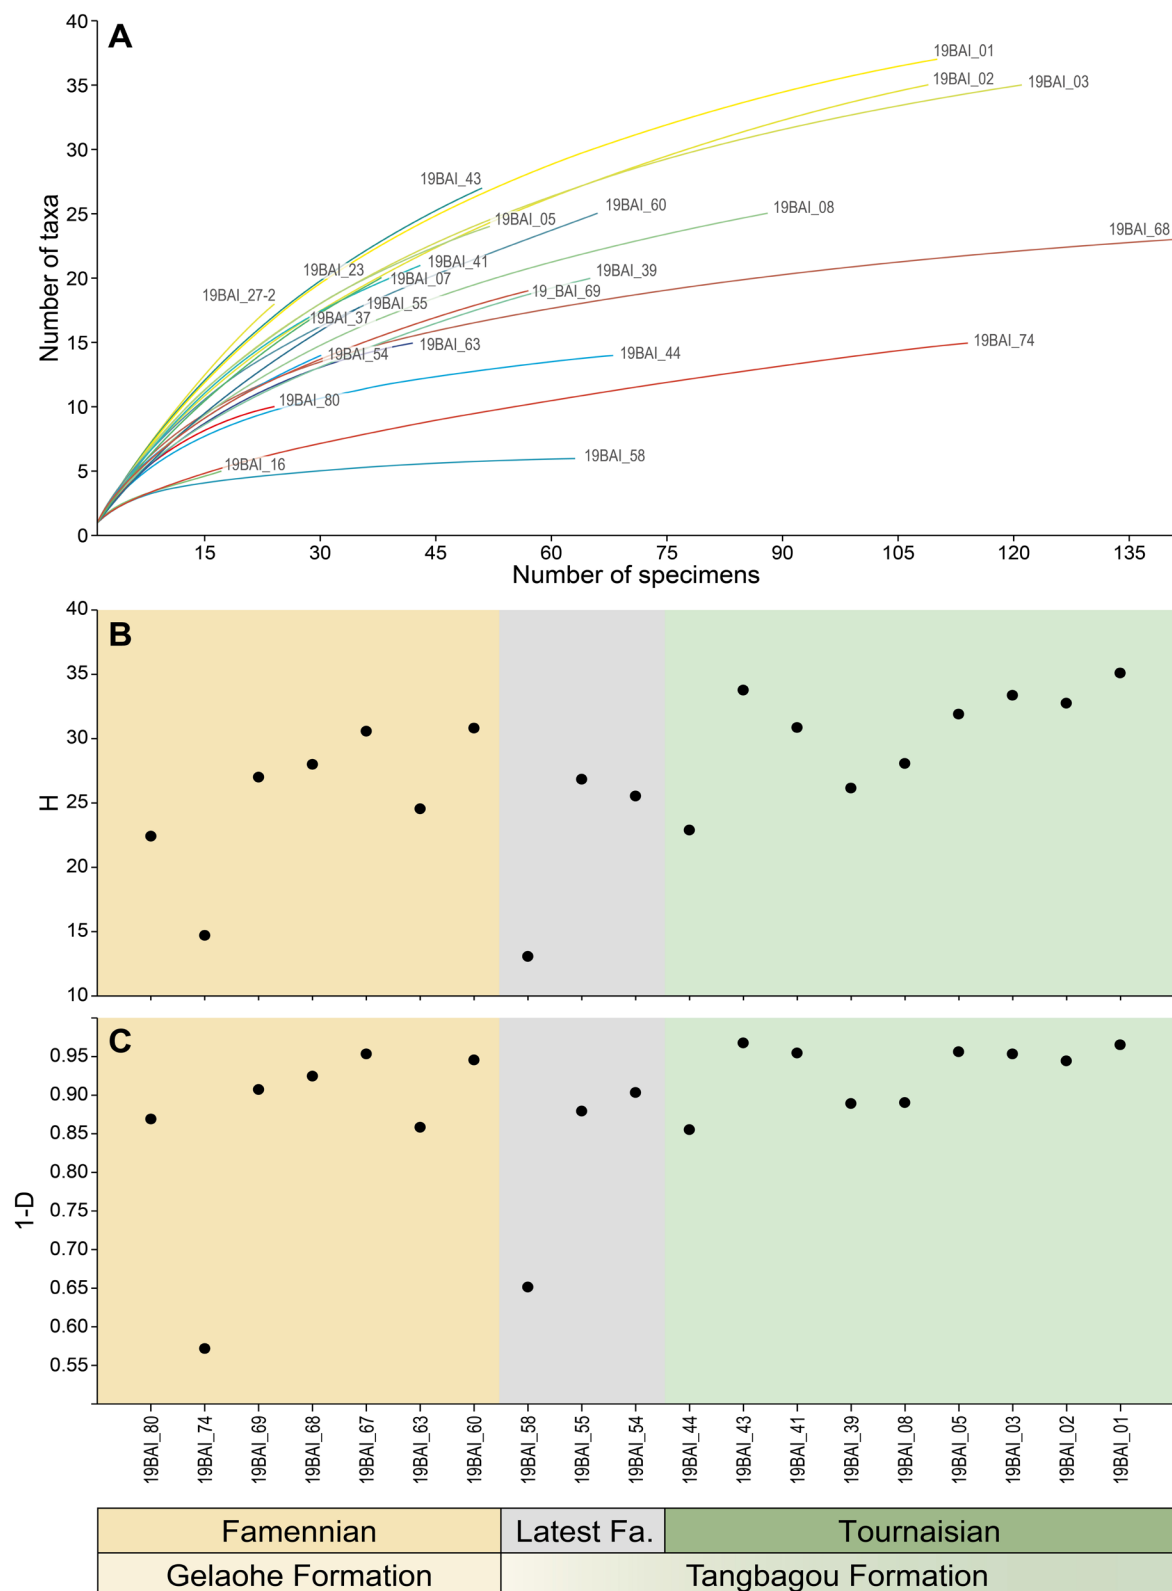 A
40
35
30
25
20
15
10
5
0
Number of taxa
19BAI_01
19BAI_02
19BAI_03
19BAI_43
19BAI_60
19BAI_08
19BAI_05
19BAI_68
19BAI_41
19BAI_23
19BAI_07
19BAI_39
19BAI_27-2
19_BAI_69
19BAI_55
19BAI_37
19BAI_63
19BAI_54
19BAI_44
19BAI_74
19BAI_80
19BAI_16
19BAI_58
15 30 45 60 75 90 105 120 135
Number of specimens
B
40
35
30
25
20
15
10
H
C
0.95
0.90
0.85
0.80
0.75
0.70
0.65
0.60
0.55
1-D
19BAI_80
19BAI_74
19BAI_69
19BAI_68
19BAI_67
19BAI_63
19BAI_60
19BAI_58
19BAI_55
19BAI_54
19BAI_44
19BAI_43
19BAI_41
19BAI_39
19BAI_08
19BAI_05
19BAI_03
19BAI_02
19BAI_01
Famennian Latest Fa. Tournaisian
Gelaohe Formation Tangbagou Formation